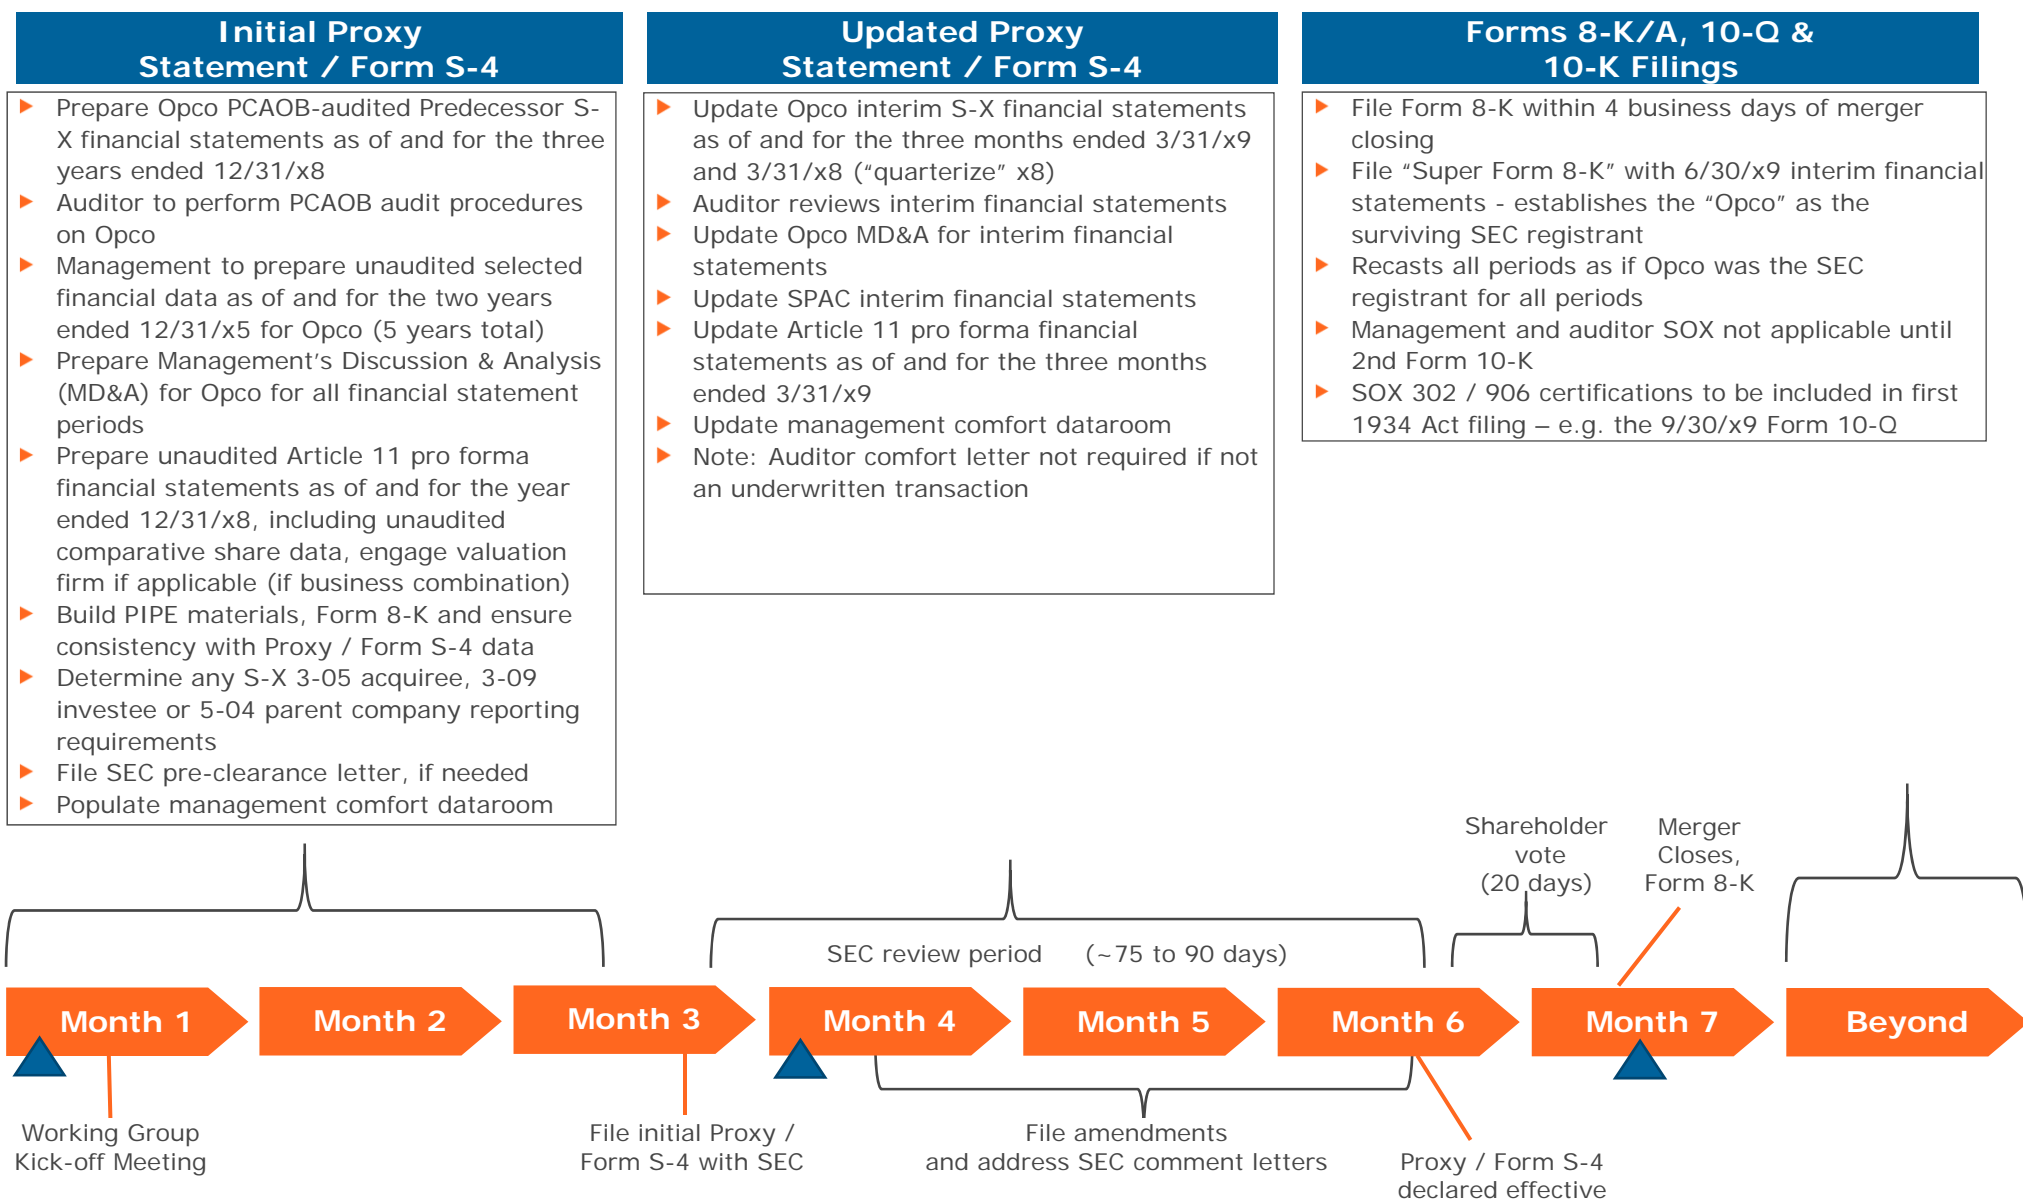 Initial Proxy
Statement / Form S-4
▶ Prepare Opco PCAOB-audited Predecessor S-
X financial statements as of and for the three
years ended 12/31/x8
▶ Auditor to perform PCAOB audit procedures
on Opco
▶ Management to prepare unaudited selected
financial data as of and for the two years
ended 12/31/x5 for Opco (5 years total)
▶ Prepare Management's Discussion & Analysis
(MD&A) for Opco for all financial statement
periods
▶ Prepare unaudited Article 11 pro forma
financial statements as of and for the year
ended 12/31/x8, including unaudited
comparative share data, engage valuation
firm if applicable (if business combination)
▶ Build PIPE materials, Form 8-K and ensure
consistency with Proxy / Form S-4 data
▶ Determine any S-X 3-05 acquiree, 3-09
investee or 5-04 parent company reporting
requirements
▶ File SEC pre-clearance letter, if needed
▶ Populate management comfort dataroom
Updated Proxy
Statement / Form S-4
▶ Update Opco interim S-X financial statements
as of and for the three months ended 3/31/x9
and 3/31/x8 ("quarterize" x8)
▶ Auditor reviews interim financial statements
▶ Update Opco MD&A for interim financial
statements
▶ Update SPAC interim financial statements
▶ Update Article 11 pro forma financial
statements as of and for the three months
ended 3/31/x9
▶ Update management comfort dataroom
▶ Note: Auditor comfort letter not required if not
an underwritten transaction
Forms 8-K/A, 10-Q &
10-K Filings
▶ File Form 8-K within 4 business days of merger
closing
▶ File "Super Form 8-K" with 6/30/x9 interim financial
statements - establishes the "Opco" as the
surviving SEC registrant
▶ Recasts all periods as if Opco was the SEC
registrant for all periods
▶ Management and auditor SOX not applicable until
2nd Form 10-K
▶ SOX 302 / 906 certifications to be included in first
1934 Act filing – e.g. the 9/30/x9 Form 10-Q
Shareholder
vote
(20 days)
Merger
Closes,
Form 8-K
SEC review period (~75 to 90 days)
Month 1
Month 2
Month 3
Month 4
Month 5
Month 6
Month 7
Beyond
Working Group
Kick-off Meeting
File initial Proxy /
Form S-4 with SEC
File amendments
and address SEC comment letters
Proxy / Form S-4
declared effective